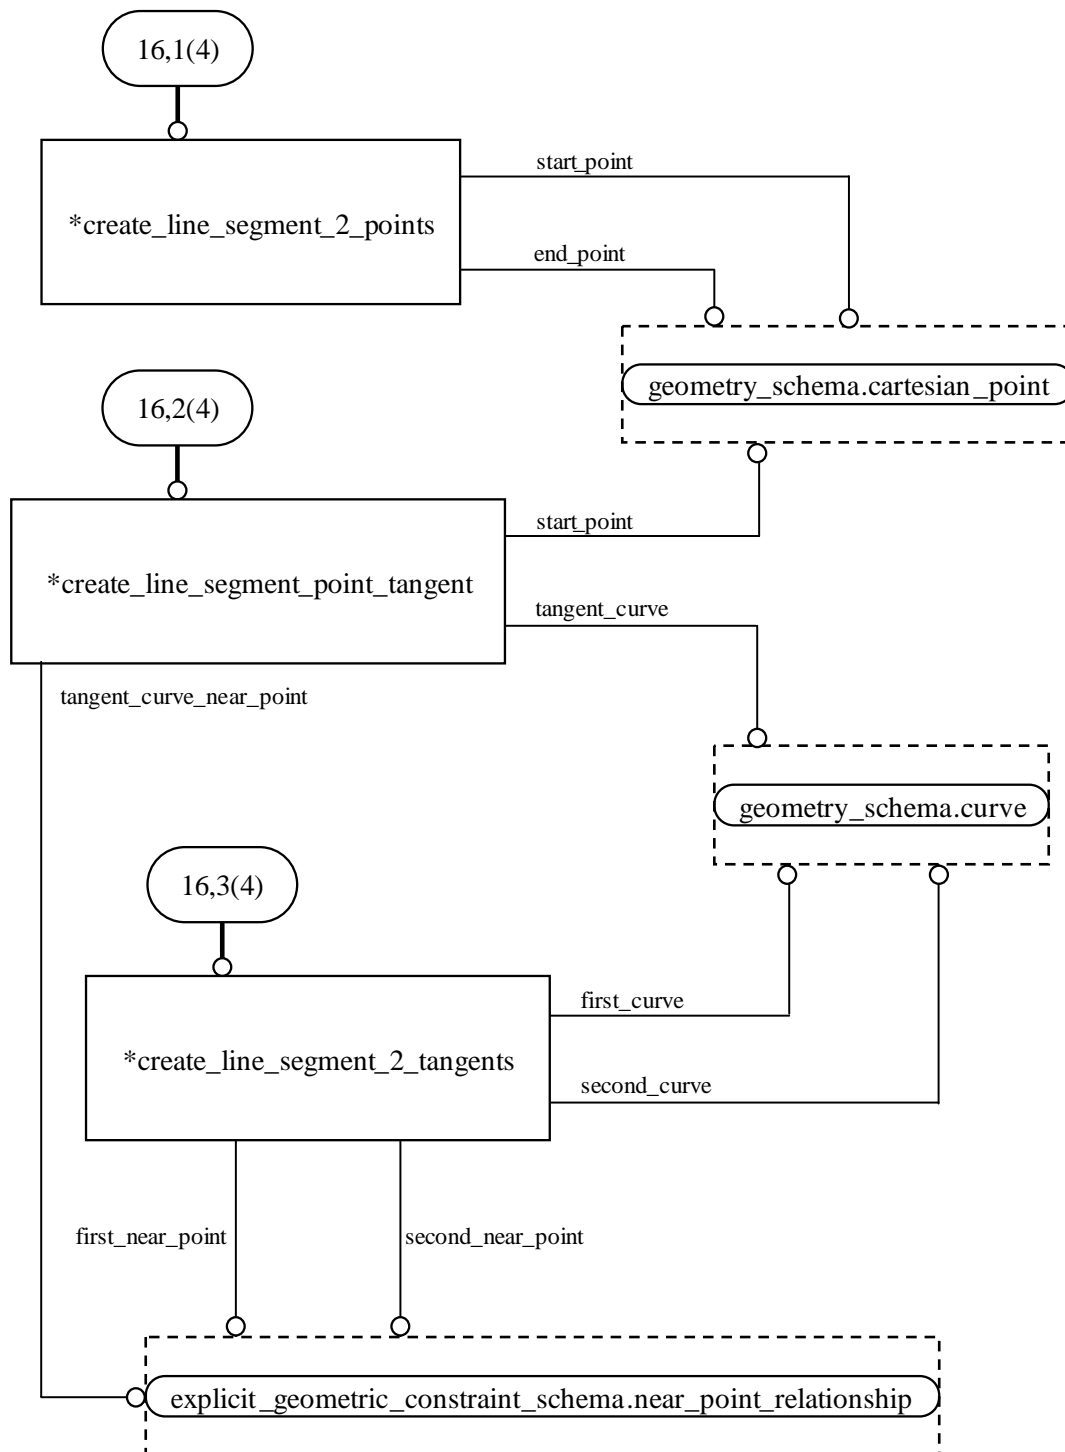 16,1(4)
start_point
*create_line_segment_2_points
end_point
geometry_schema.cartesian_point
16,2(4)
start_point
*create_line_segment_point_tangent
tangent_curve
tangent_curve_near_point
geometry_schema.curve
16,3(4)
first_curve
*create_line_segment_2_tangents
second_curve
first_near_point
second_near_point
explicit_geometric_constraint_schema.near_point_relationship